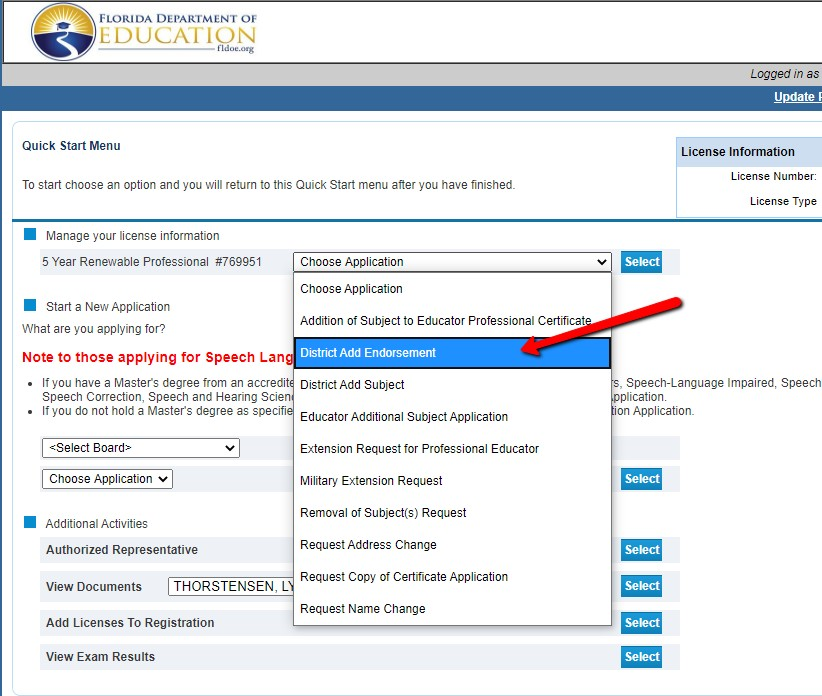 FLORIDA DEPARTMENT OF
EDUCATION
fldoe.org
Logged in as
Update
Quick Start Menu
License Information
To start choose an option and you will return to this Quick Start menu after you have finished.
License Number:
License Type
Manage your license information
5 Year Renewable Professional #769951
Choose Application
Select
Choose Application
Addition of Subject to Educator Professional Certificate
District Add Endorsement
District Add Subject
Educator Additional Subject Application
Extension Request for Professional Educator
Military Extension Request
Removal of Subject(s) Request
Request Address Change
Request Copy of Certificate Application
Request Name Change
Start a New Application
What are you applying for?
Note to those applying for Speech Lang
If you have a Master's degree from an accredite
s, Speech-Language Impaired, Speech
Speech Correction, Speech and Hearing Scien
Application.
If you do not hold a Master's degree as specifie
tion Application.
<Select Board>
Choose Application
Select
Additional Activities
Authorized Representative
Select
View Documents
THORSTENSEN, LY
Select
Add Licenses To Registration
Select
View Exam Results
Select